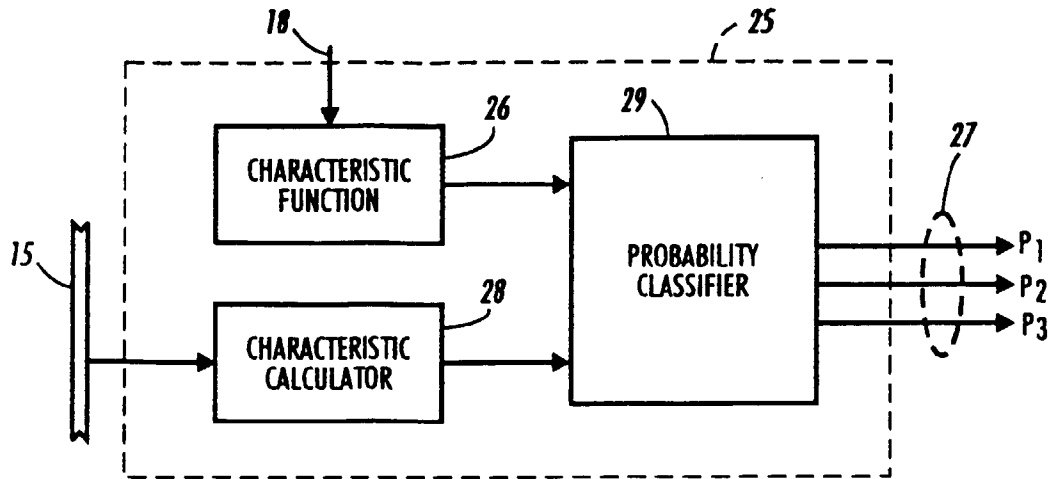 18
25
26
CHARACTERISTIC
FUNCTION
29
PROBABILITY
CLASSIFIER
27
P1
P2
P3
15
28
CHARACTERISTIC
CALCULATOR